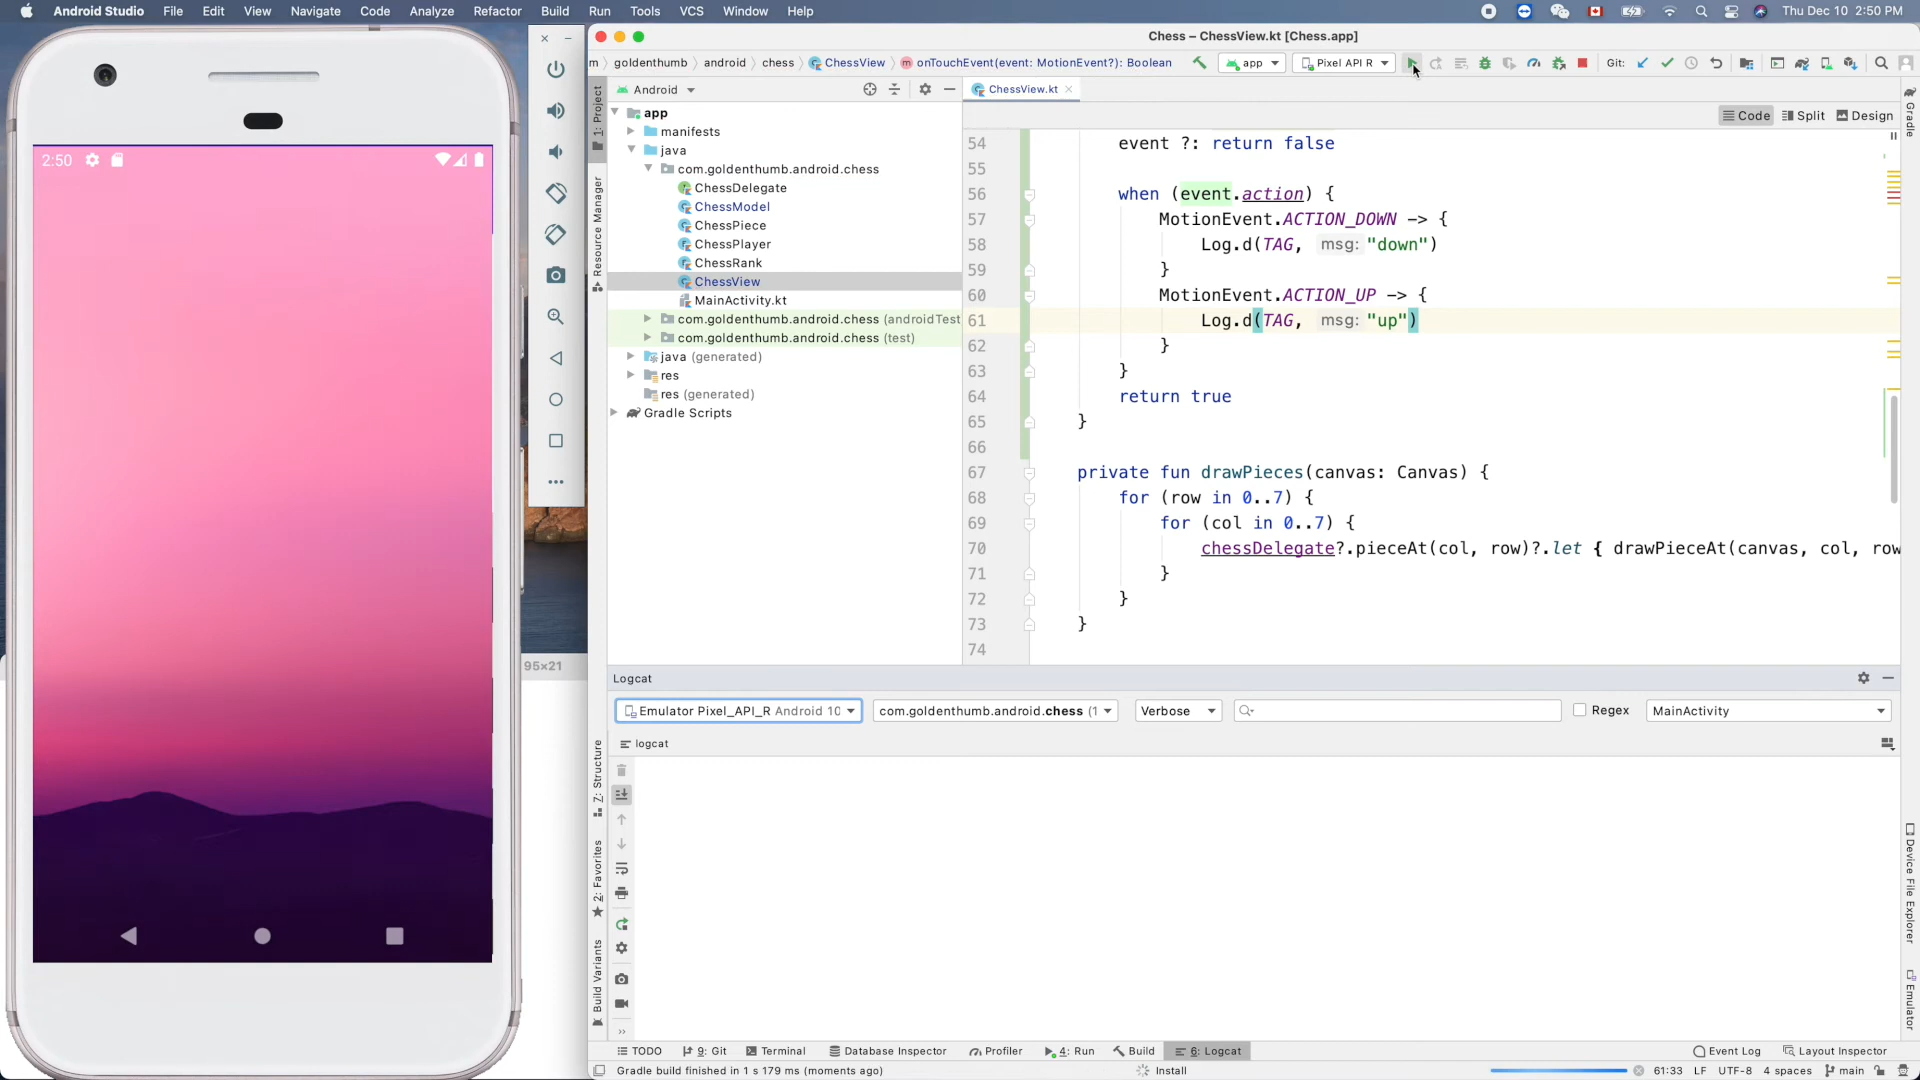 Android Studio File Edit View Navigate Code Analyze Refactor Build Run Tools VCS Window Help Thu Dec 10 2:50 PM
Chess – ChessView.kt [Chess.app]
m goldenthumb android chess ChessView onTouchEvent(event: MotionEvent?): Boolean app Pixel API R Git:
Android ChessView.kt
Code Split Design
2:50
1: Project
Resource Manager
Z: Structure
2: Favorites
Build Variants
Gradle
Device File Explorer
Emulator
app
manifests
java
com.goldenthumb.android.chess
ChessDelegate
ChessModel
ChessPiece
ChessPlayer
ChessRank
ChessView
MainActivity.kt
com.goldenthumb.android.chess (androidTest
com.goldenthumb.android.chess (test)
java (generated)
res
res (generated)
Gradle Scripts
54 event ?: return false
55
56 when (event.action) {
57 MotionEvent.ACTION_DOWN -> {
58 Log.d(TAG, msg: "down")
59 }
60 MotionEvent.ACTION_UP -> {
61 Log.d(TAG, msg: "up")
62 }
63 }
64 return true
65 }
66
67 private fun drawPieces(canvas: Canvas) {
68 for (row in 0..7) {
69 for (col in 0..7) {
70 chessDelegate?.pieceAt(col, row)?.let { drawPieceAt(canvas, col, row
71 }
72 }
73 }
74
95×21
Logcat
Emulator Pixel_API_R Android 10 com.goldenthumb.android.chess (1 Verbose Regex MainActivity
logcat
TODO 9: Git Terminal Database Inspector Profiler 4: Run Build 6: Logcat Event Log Layout Inspector
Gradle build finished in 1 s 179 ms (moments ago) Install 61:33 LF UTF-8 4 spaces main